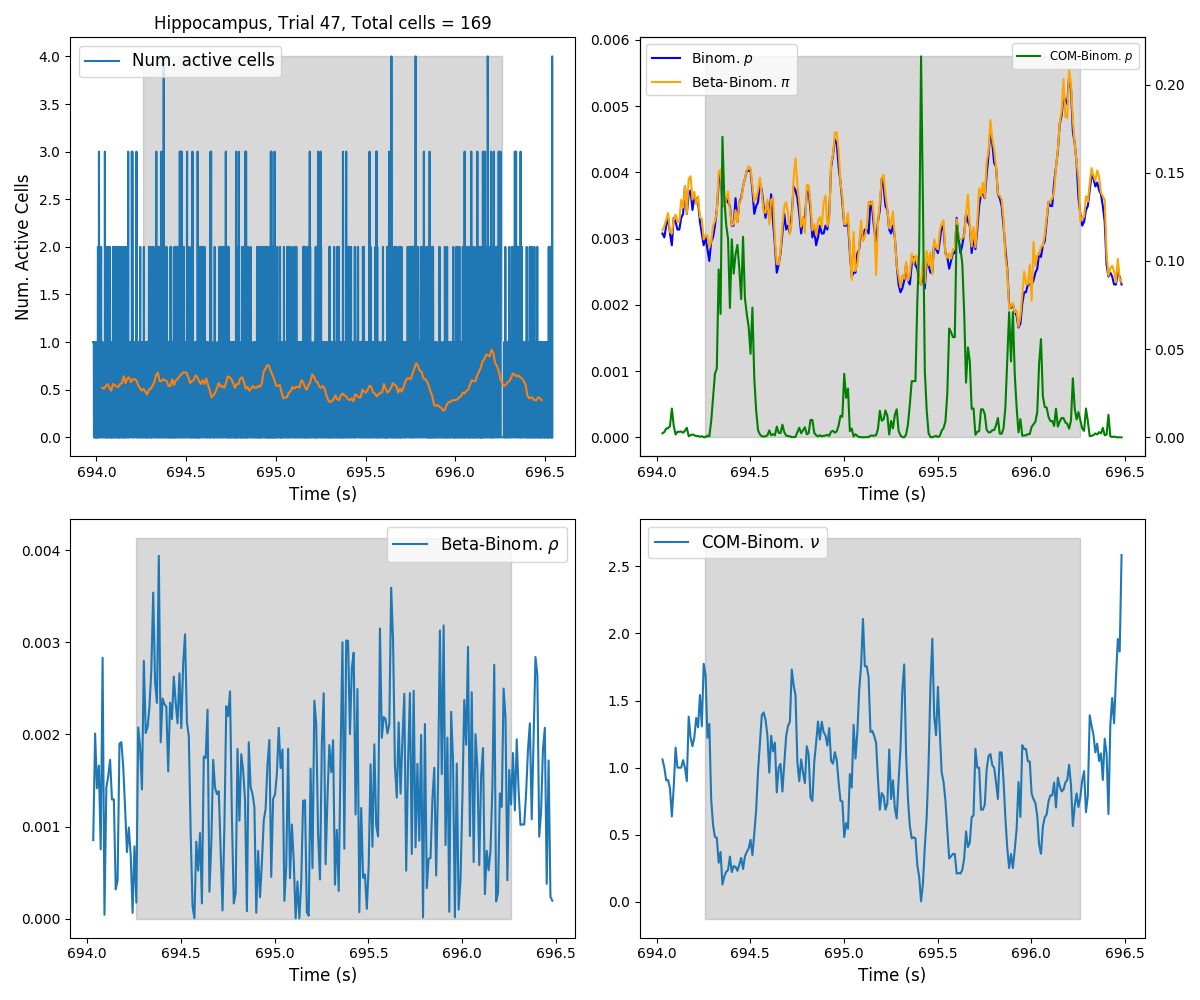 Hippocampus, Trial 47, Total cells = 169
Num. active cells
Num. Active Cells
4.0
3.5
3.0
2.5
2.0
1.5
1.0
0.5
0.0
694.0 694.5 695.0 695.5 696.0 696.5
Time (s)
Binom. p
Beta-Binom. π
COM-Binom. p
0.006
0.005
0.004
0.003
0.002
0.001
0.000
0.20
0.15
0.10
0.05
0.00
694.0 694.5 695.0 695.5 696.0 696.5
Time (s)
Beta-Binom. ρ
0.004
0.003
0.002
0.001
0.000
694.0 694.5 695.0 695.5 696.0 696.5
Time (s)
COM-Binom. ν
2.5
2.0
1.5
1.0
0.5
0.0
694.0 694.5 695.0 695.5 696.0 696.5
Time (s)